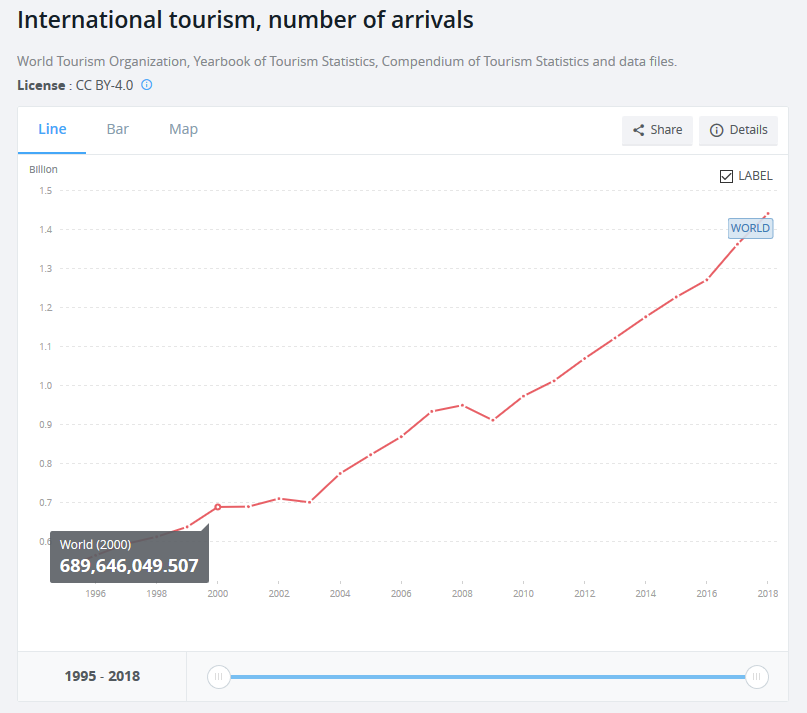 International tourism, number of arrivals
World Tourism Organization, Yearbook of Tourism Statistics, Compendium of Tourism Statistics and data files.
License : CC BY-4.0
Line Bar Map Share Details
Billion
LABEL
1.5
1.4
WORLD
1.3
1.2
1.1
1.0
0.9
0.8
0.7
0.6
World (2000)
689,646,049.507
1996 1998 2000 2002 2004 2006 2008 2010 2012 2014 2016 2018
1995 - 2018